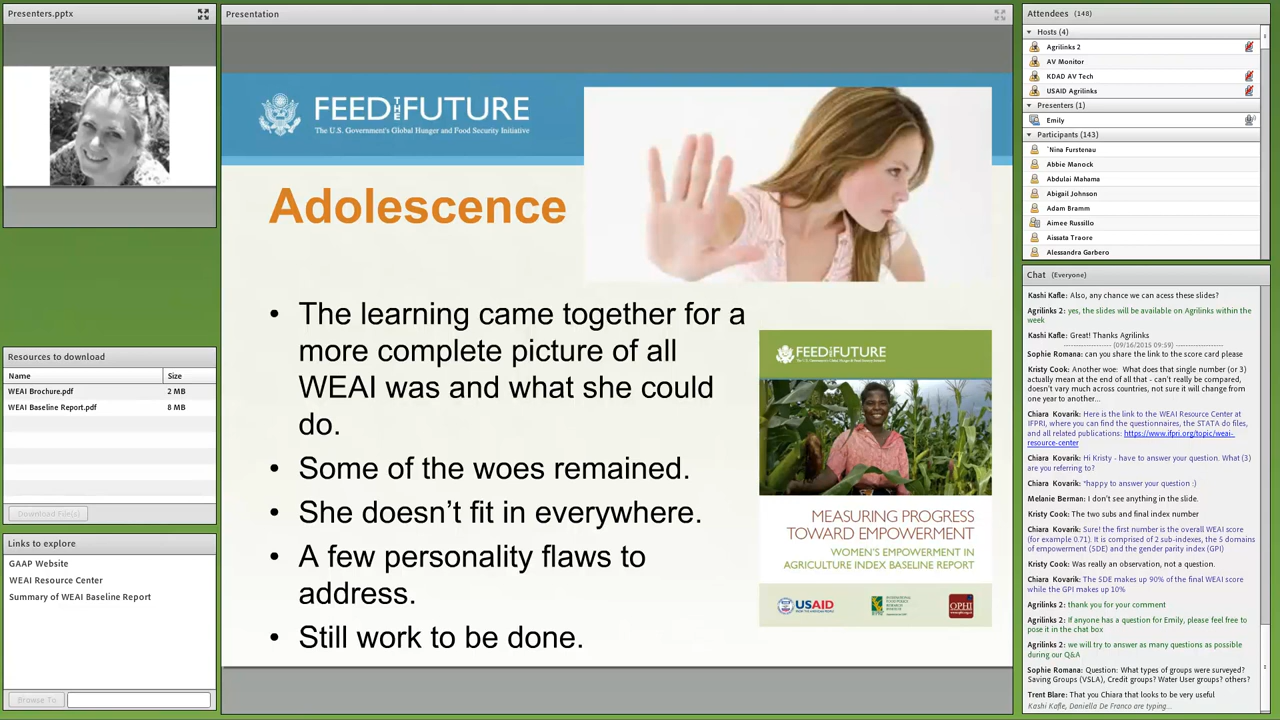 Presenters.pptx
Resources to download
Name Size
WEAI Brochure.pdf 2 MB
WEAI Baseline Report.pdf 8 MB
Download File(s)
Links to explore
GAAP Website
WEAI Resource Center
Summary of WEAI Baseline Report
Browse To
Presentation
FEED THE FUTURE
The U.S. Government's Global Hunger and Food Security Initiative
Adolescence
• The learning came together for a
more complete picture of all
WEAI was and what she could
do.
• Some of the woes remained.
• She doesn't fit in everywhere.
• A few personality flaws to
address.
• Still work to be done.
FEED THE FUTURE
MEASURING PROGRESS
TOWARD EMPOWERMENT
WOMEN'S EMPOWERMENT IN
AGRICULTURE INDEX BASELINE REPORT
USAID
OPHI
Attendees (148)
Hosts (4)
Agrilinks 2
AV Monitor
KDAD AV Tech
USAID Agrilinks
Presenters (1)
Emily
Participants (143)
`Nina Furstenau
Abbie Manock
Abdulai Mahama
Abigail Johnson
Adam Bramm
Aimee Russillo
Aissata Traore
Alessandra Garbero
Chat (Everyone)
Kashi Kafle: Also, any chance we can acess these slides?
Agrilinks 2: yes, the slides will be available on Agrilinks within the
week
Kashi Kafle: Great! Thanks Agrilinks
(09/16/2015 09:59)
Sophie Romana: can you share the link to the score card please
Kristy Cook: Another woe: What does that single number (or 3)
actually mean at the end of all that - can't really be compared,
doesn't vary much across countries, not sure it will change from
one year to another...
Chiara Kovarik: Here is the link to the WEAI Resource Center at
IFPRI, where you can find the questionnaires, the STATA do files,
and all related publications: https://www.ifpri.org/topic/weai-
resource-center
Chiara Kovarik: Hi Kristy - have to answer your question. What (3)
are you referring to?
Chiara Kovarik: *happy to answer your question :)
Melanie Berman: I don't see anything in the slide.
Kristy Cook: The two subs and final index number
Chiara Kovarik: Sure! the first number is the overall WEAI score
(for example 0.71): It is comprised of 2 sub-indexes, the 5 domains
of empowerment (5DE) and the gender parity index (GPI)
Kristy Cook: Was really an observation, not a question.
Chiara Kovarik: The 5DE makes up 90% of the final WEAI score
while the GPI makes up 10%
Agrilinks 2: thank you for your comment
Agrilinks 2: If anyone has a question for Emily, please feel free to
pose it in the chat box
Agrilinks 2: we will try to answer as many questions as possible
during our Q&A
Sophie Romana: Question: What types of groups were surveyed?
Saving Groups (VSLA), Credit groups? Water User groups? others?
Trent Blare: That you Chiara that looks to be very useful
Kashi Kafle, Daniella De Franco are typing...